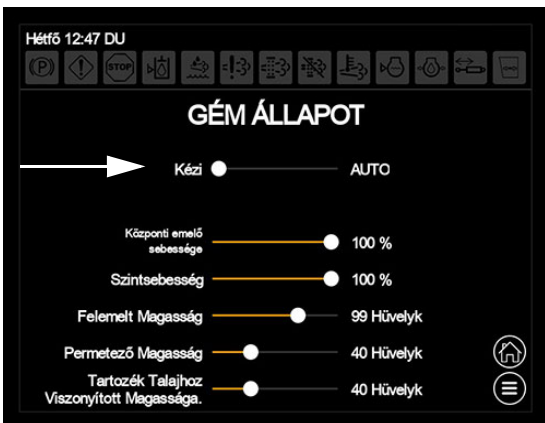 Hétfő 12:47 DU
P STOP
GÉM ÁLLAPOT
Kézi AUTO
Központi emelő
sebessége 100 %
Szintsebesség 100 %
Felemelt Magasság 99 Hüvelyk
Permetező Magasság 40 Hüvelyk
Tartozék Talajhoz
Viszonyított Magassága. 40 Hüvelyk